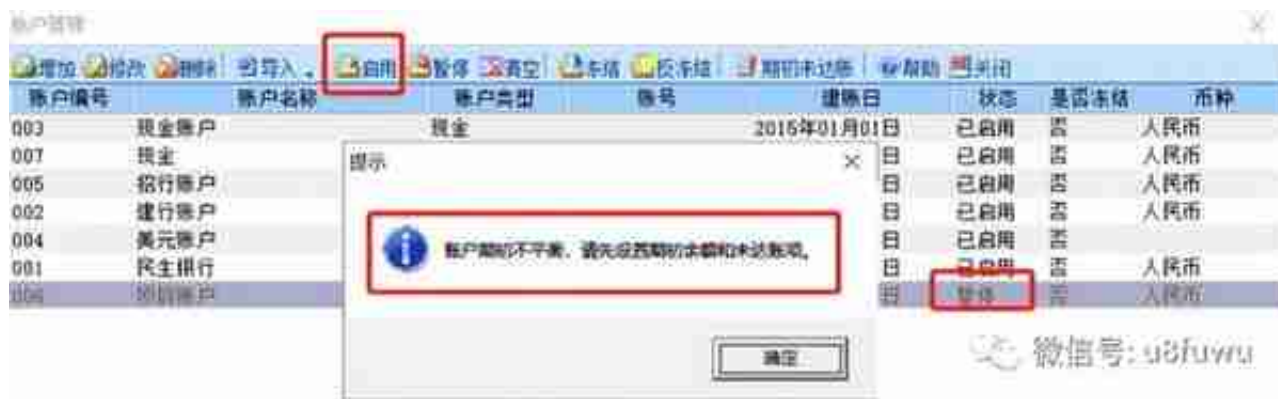 账户管理
增加 修改 删除 导入 启用 暂停 清空 冻结 反冻结 期初未达账 帮助 关闭
账户编号 账户名称 账户类型 账号 建账日 状态 是否冻结 币种
003 现金账户 现金 2015年01月01日 已启用 否 人民币
007 现金 日 已启用 否 人民币
005 招行账户 日 已启用 否 人民币
002 建行账户 日 已启用 否 人民币
004 美元账户 日 已启用 否
001 民生银行 日 已启用 否 人民币
006 账户 日 暂停 否 人民币
提示
账户期初不平衡，请先设置期初余额和未达账项。
确定
微信号: u8fuwu